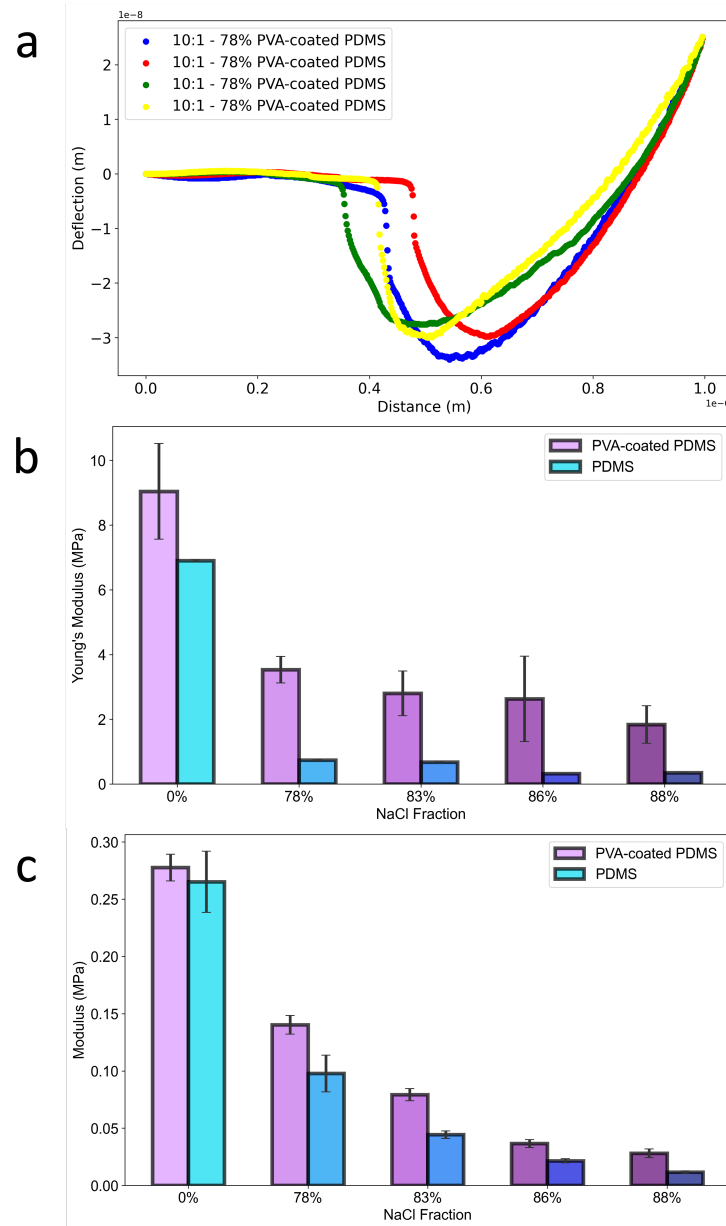 a
1e−8
10:1 - 78% PVA-coated PDMS
10:1 - 78% PVA-coated PDMS
10:1 - 78% PVA-coated PDMS
10:1 - 78% PVA-coated PDMS
2
1
0
−1
−2
−3
Deflection (m)
0.0 0.2 0.4 0.6 0.8 1.0
Distance (m)
b
PVA-coated PDMS
PDMS
10
8
6
4
2
0
Young's Modulus (MPa)
0% 78% 83% 86% 88%
NaCl Fraction
c
PVA-coated PDMS
PDMS
0.30
0.25
0.20
0.15
0.10
0.05
0.00
Modulus (MPa)
0% 78% 83% 86% 88%
NaCl Fraction